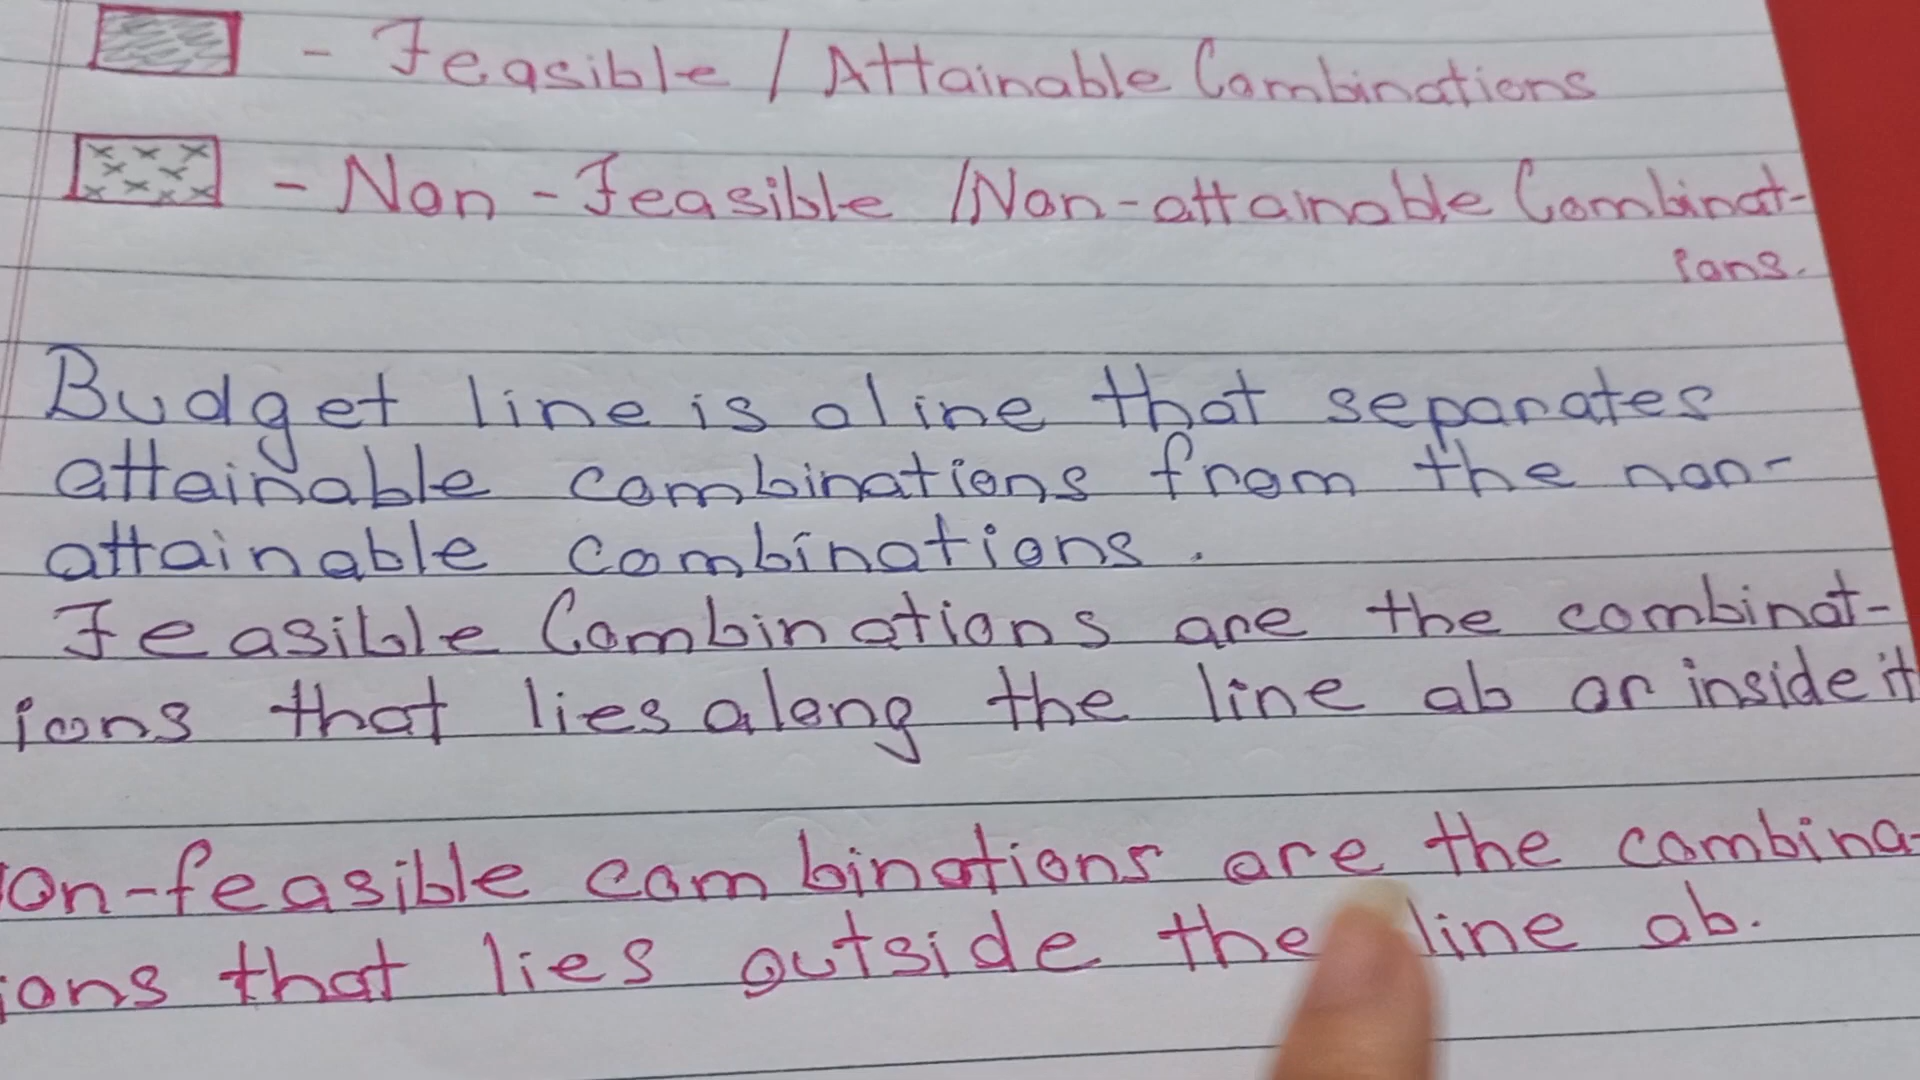 - Feasible / Attainable Combinations
- Non - Feasible / Non-attainable Combinat-
ions.
Budget line is a line that separates
attainable combinations from the non-
attainable combinations.
Feasible Combinations are the combinat-
ions that lies along the line ab or inside it
on-feasible combinations are the combina-
ions that lies outside the line ab.